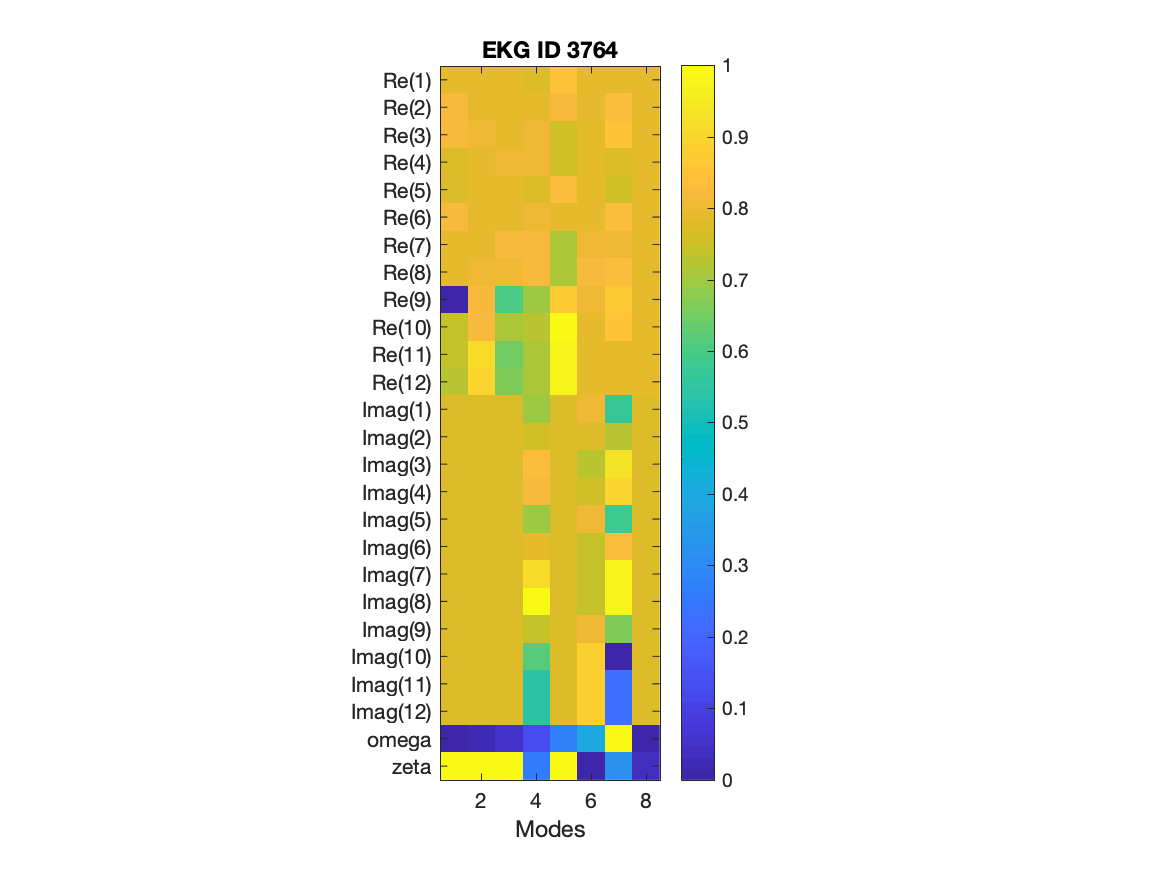 EKG ID 3764
Re(1)
Re(2)
Re(3)
Re(4)
Re(5)
Re(6)
Re(7)
Re(8)
Re(9)
Re(10)
Re(11)
Re(12)
Imag(1)
Imag(2)
Imag(3)
Imag(4)
Imag(5)
Imag(6)
Imag(7)
Imag(8)
Imag(9)
Imag(10)
Imag(11)
Imag(12)
omega
zeta
2 4 6 8
Modes
1
0.9
0.8
0.7
0.6
0.5
0.4
0.3
0.2
0.1
0